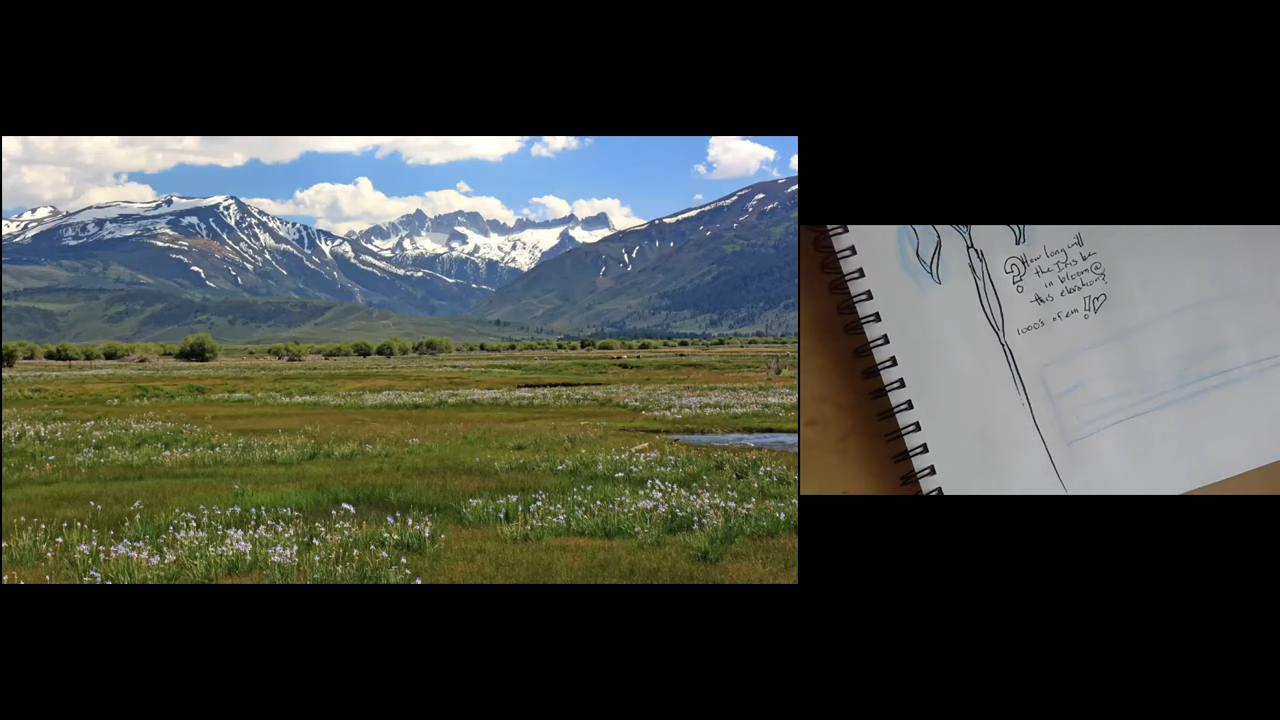 ? How long will
the Iris be
in bloom @
this elevation?
1000's of em !♡